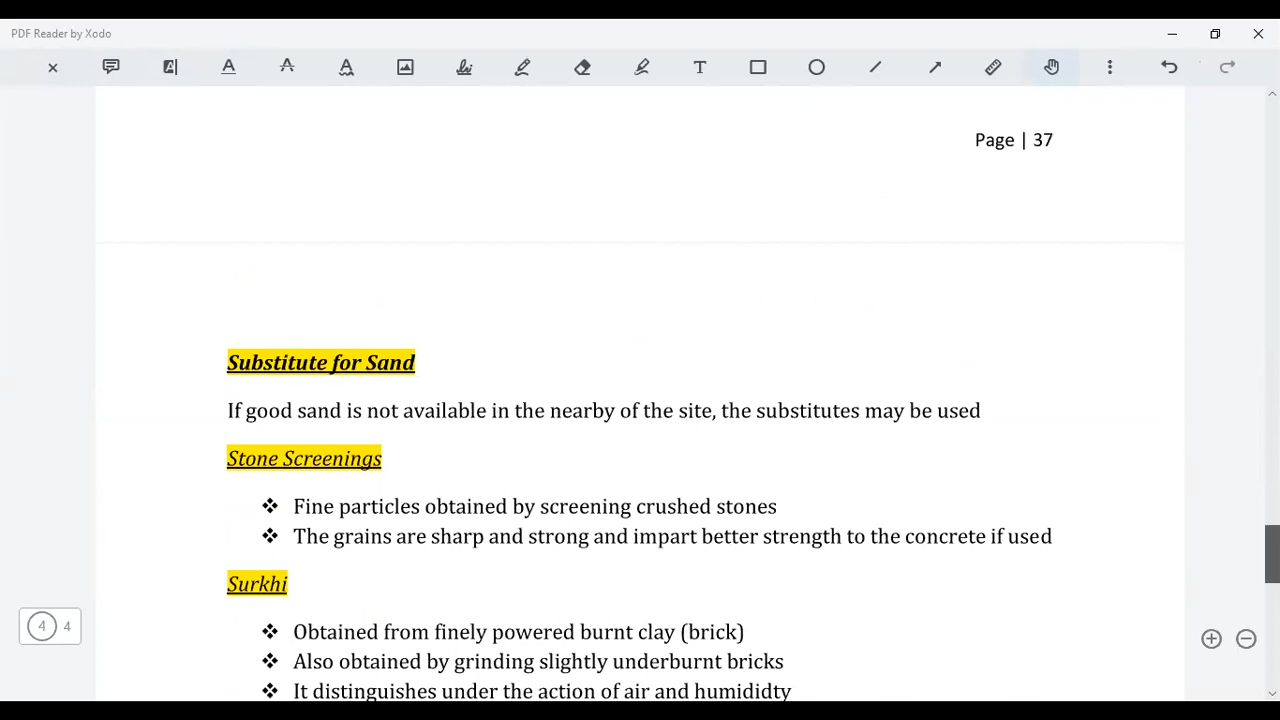 PDF Reader by Xodo
Page | 37
Substitute for Sand
If good sand is not available in the nearby of the site, the substitutes may be used
Stone Screenings
❖ Fine particles obtained by screening crushed stones
❖ The grains are sharp and strong and impart better strength to the concrete if used
Surkhi
❖ Obtained from finely powered burnt clay (brick)
❖ Also obtained by grinding slightly underburnt bricks
❖ It distinguishes under the action of air and humididty
4 4